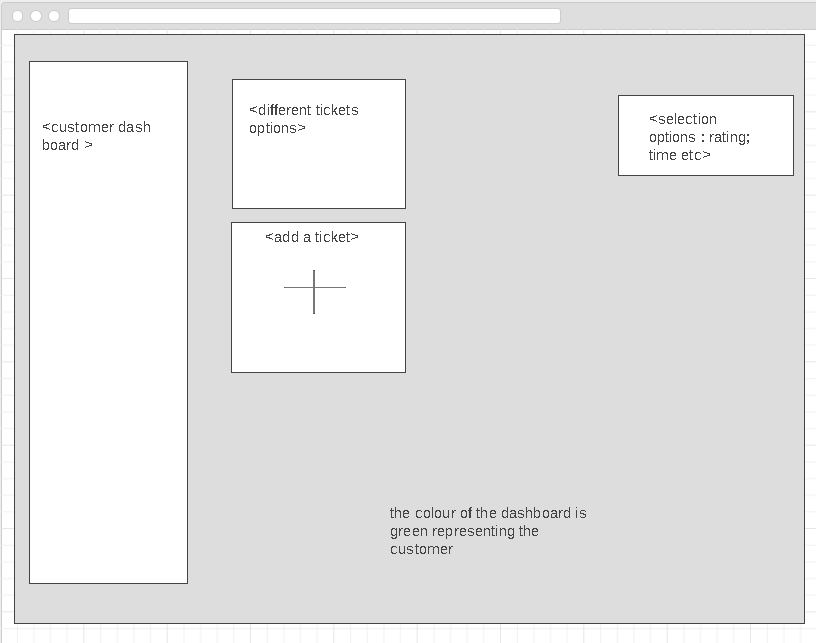 <customer dash
board >
<different tickets
options>
<selection
options : rating;
time etc>
<add a ticket>
the colour of the dashboard is
green representing the
customer